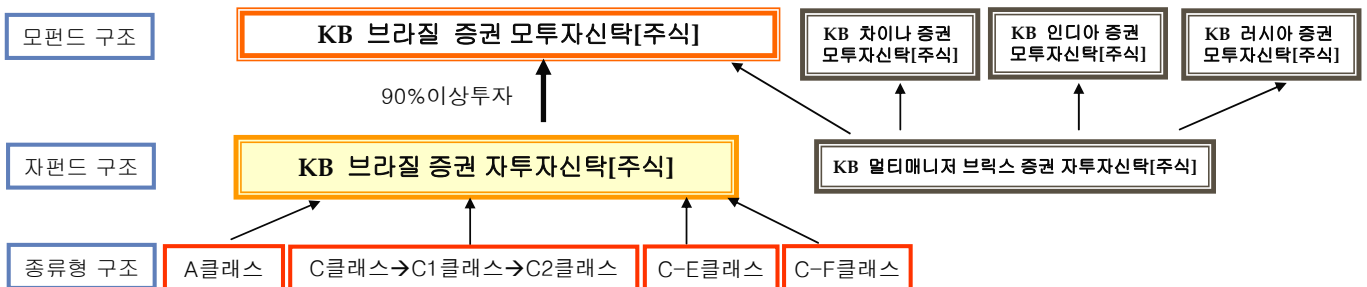 모펀드 구조
KB 브라질 증권 모투자신탁[주식]
KB 차이나 증권
모투자신탁[주식]
KB 인디아 증권
모투자신탁[주식]
KB 러시아 증권
모투자신탁[주식]
90%이상투자
자펀드 구조
KB 브라질 증권 자투자신탁[주식]
KB 멀티매니저 브릭스 증권 자투자신탁[주식]
종류형 구조
A클래스
C클래스→C1클래스→C2클래스
C-E클래스
C-F클래스